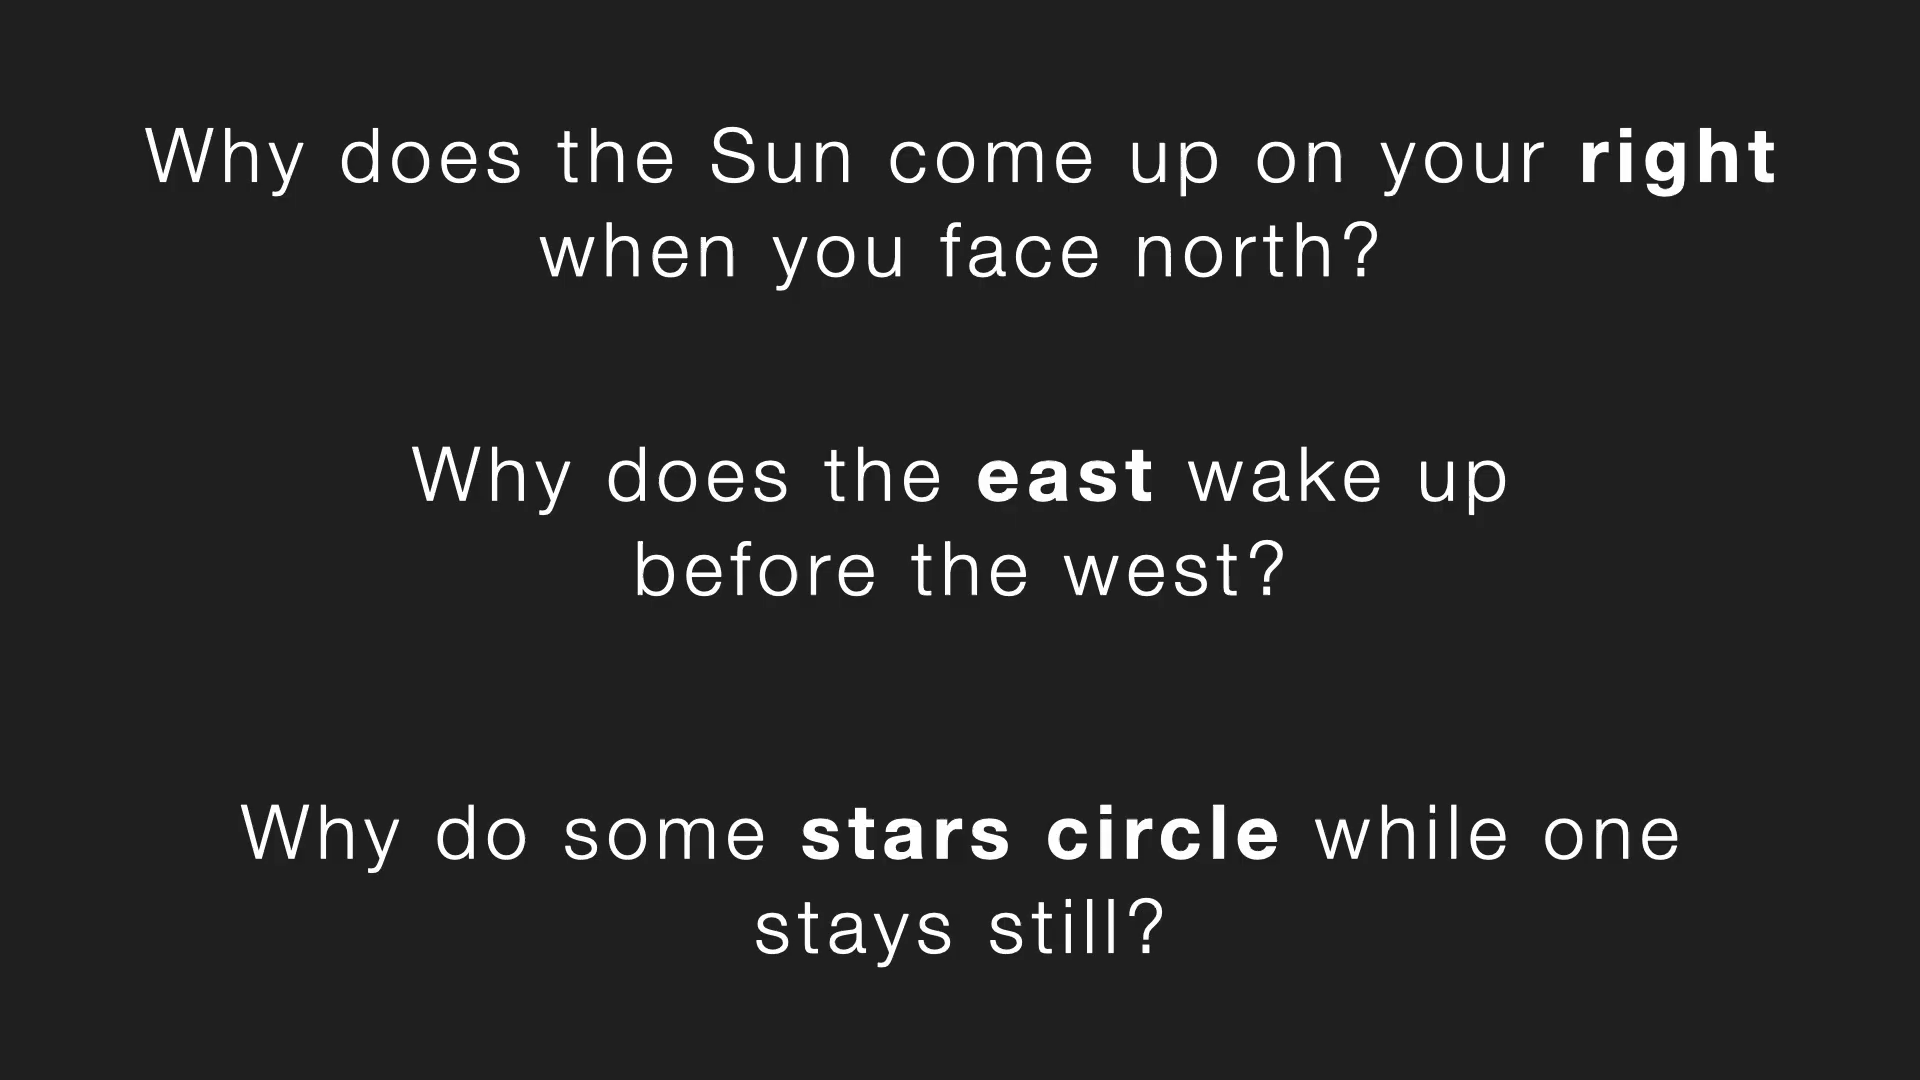 Why does the Sun come up on your right
when you face north?
Why does the east wake up
before the west?
Why do some stars circle while one
stays still?